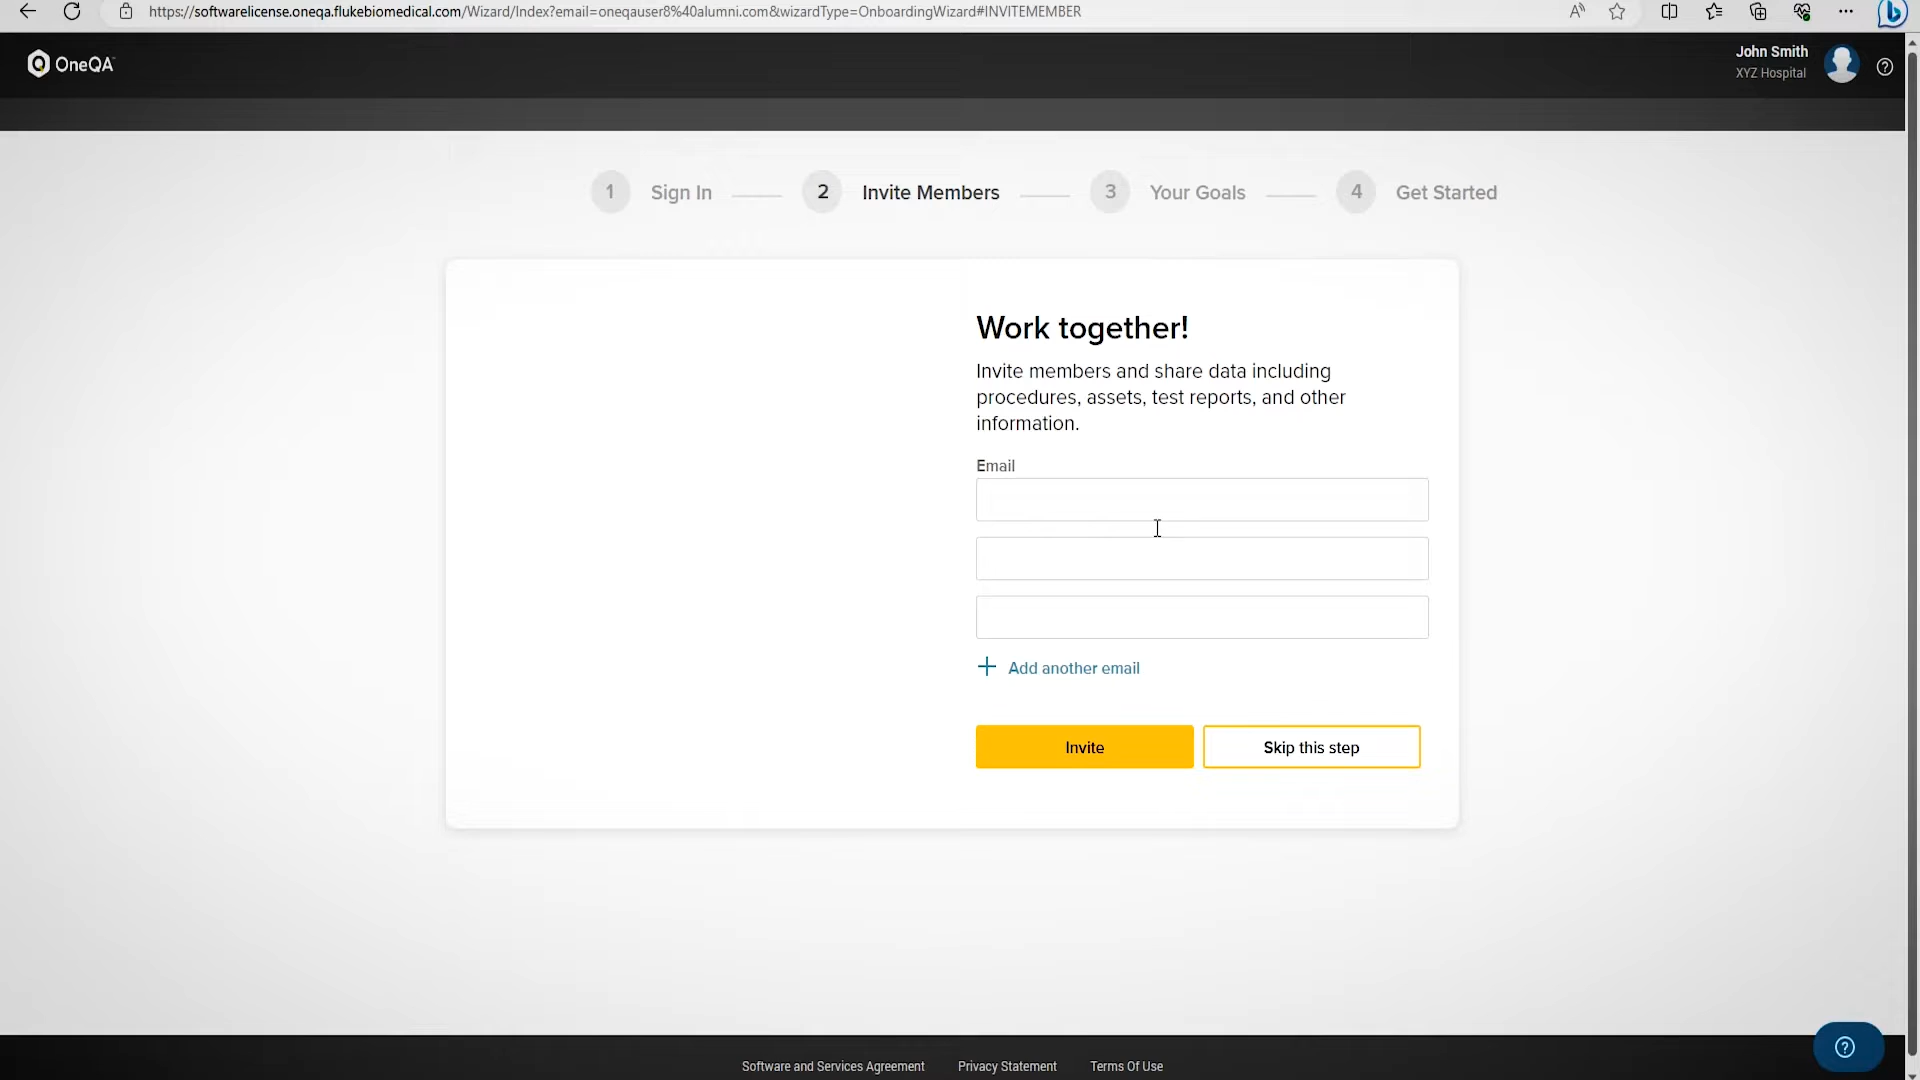 https://softwarelicense.oneqa.flukebiomedical.com/Wizard/Index?email=oneqauser8%40alumni.com&wizardType=OnboardingWizard#INVITEMEMBER
OneQA
John Smith
XYZ Hospital
1 Sign In 2 Invite Members 3 Your Goals 4 Get Started
Work together!
Invite members and share data including
procedures, assets, test reports, and other
information.
Email
Add another email
Invite Skip this step
Software and Services Agreement Privacy Statement Terms Of Use